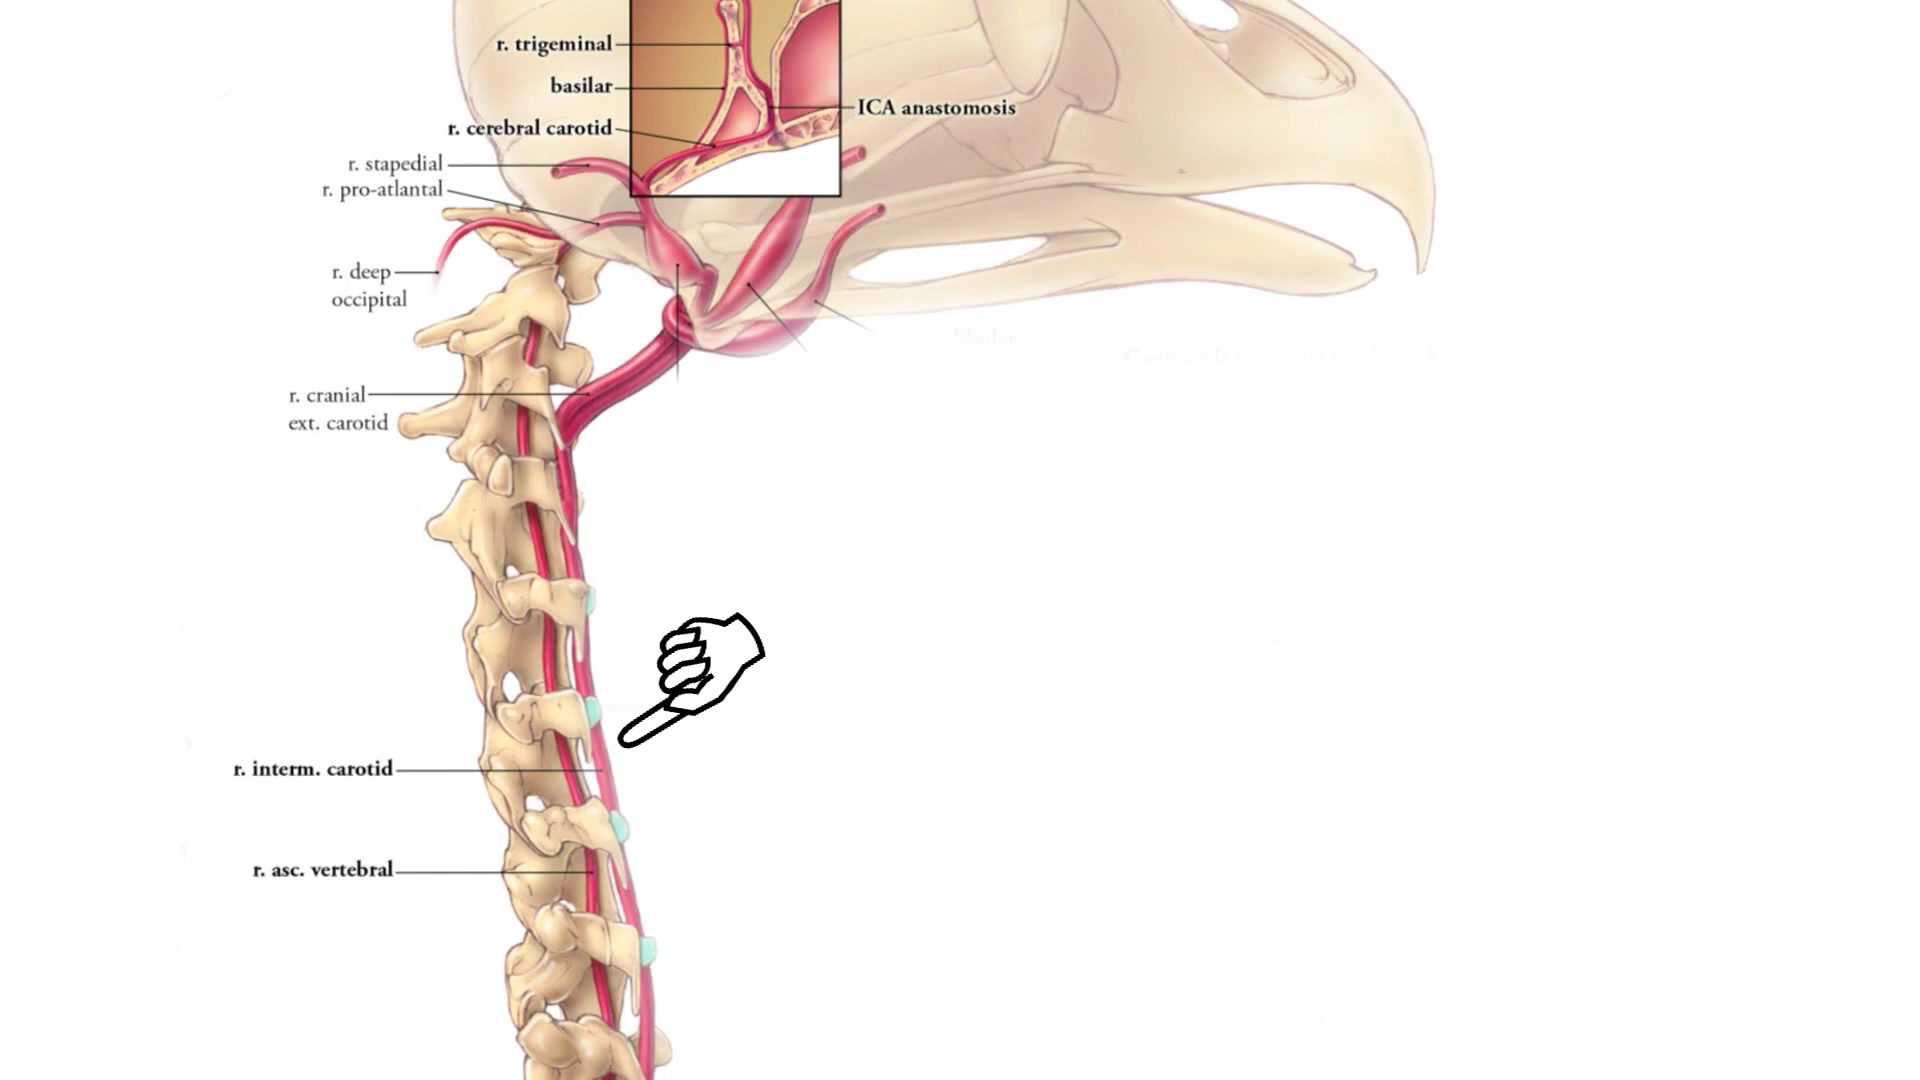 r. trigeminal
basilar
ICA anastomosis
r. cerebral carotid
r. stapedial
r. pro-atlantal
r. deep
occipital
r. cranial
ext. carotid
r. interm. carotid
r. asc. vertebral